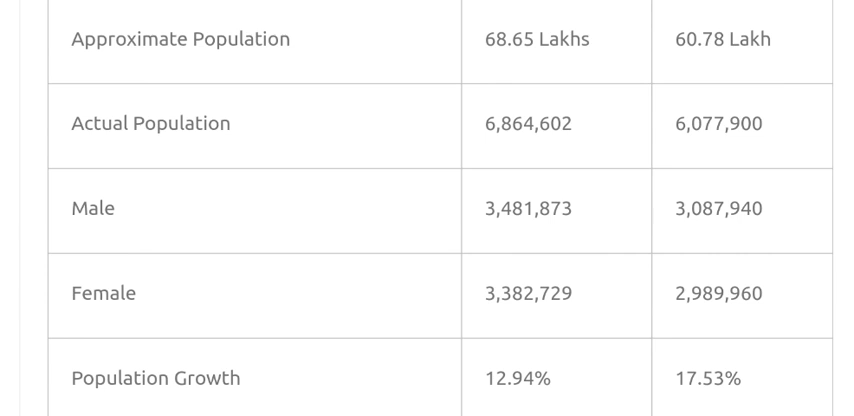 Approximate Population 68.65 Lakhs 60.78 Lakh
Actual Population 6,864,602 6,077,900
Male 3,481,873 3,087,940
Female 3,382,729 2,989,960
Population Growth 12.94% 17.53%